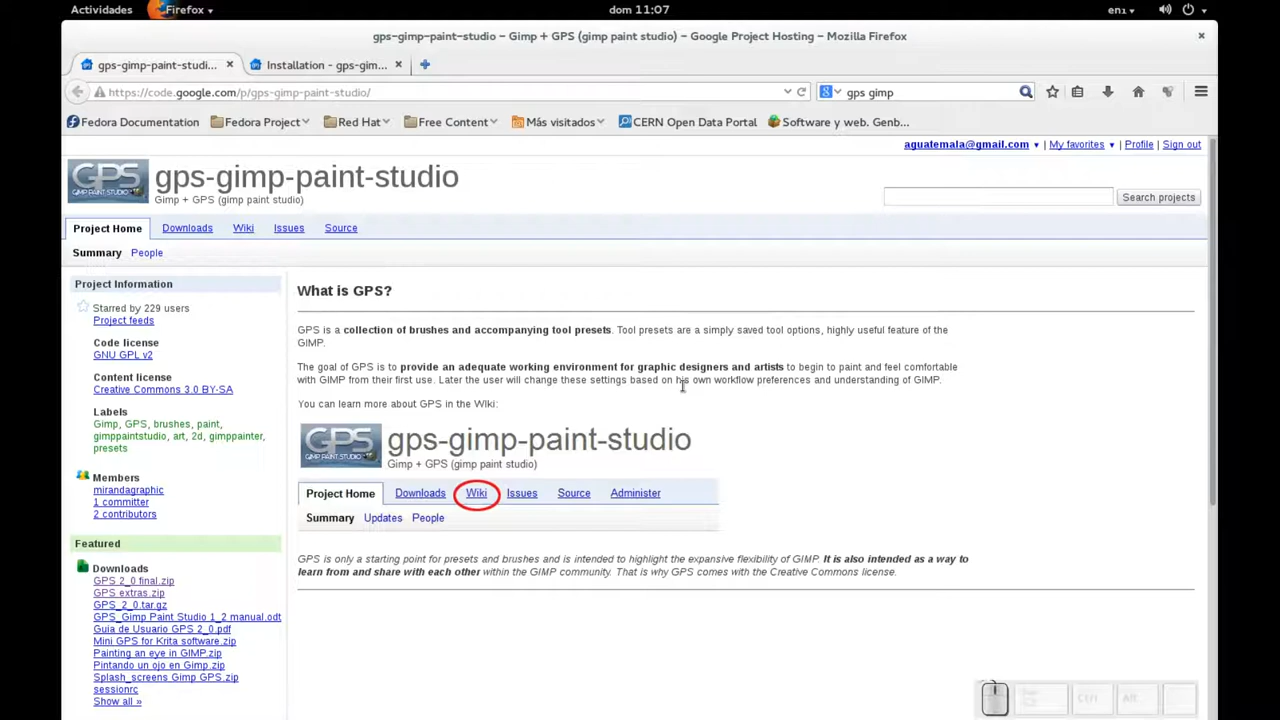 Actividades Firefox dom 11:07 en₁
gps-gimp-paint-studio – Gimp + GPS (gimp paint studio) – Google Project Hosting – Mozilla Firefox
gps-gimp-paint-studi... Installation - gps-gim...
https://code.google.com/p/gps-gimp-paint-studio/ gps gimp
Fedora Documentation Fedora Project Red Hat Free Content Más visitados CERN Open Data Portal Software y web. Genb...
aguatemala@gmail.com | My favorites | Profile | Sign out
GPS
GIMP PAINT STUDIO
gps-gimp-paint-studio
Gimp + GPS (gimp paint studio)
Search projects
Project Home Downloads Wiki Issues Source
Summary People
Project Information
Starred by 229 users
Project feeds
Code license
GNU GPL v2
Content license
Creative Commons 3.0 BY-SA
Labels
Gimp, GPS, brushes, paint,
gimppaintstudio, art, 2d, gimppainter,
presets
Members
mirandagraphic
1 committer
2 contributors
Featured
Downloads
GPS 2_0 final.zip
GPS extras.zip
GPS_2_0.tar.gz
GPS_Gimp Paint Studio 1_2 manual.odt
Guia de Usuario GPS 2_0.pdf
Mini GPS for Krita software.zip
Painting an eye in GIMP.zip
Pintando un ojo en Gimp.zip
Splash_screens Gimp GPS.zip
sessionrc
Show all »
What is GPS?
GPS is a collection of brushes and accompanying tool presets. Tool presets are a simply saved tool options, highly useful feature of the
GIMP.
The goal of GPS is to provide an adequate working environment for graphic designers and artists to begin to paint and feel comfortable
with GIMP from their first use. Later the user will change these settings based on his own workflow preferences and understanding of GIMP.
You can learn more about GPS in the WIki:
GPS
GIMP PAINT STUDIO
gps-gimp-paint-studio
Gimp + GPS (gimp paint studio)
Project Home Downloads Wiki Issues Source Administer
Summary Updates People
GPS is only a starting point for presets and brushes and is intended to highlight the expansive flexibility of GIMP. It is also intended as a way to
learn from and share with each other within the GIMP community. That is why GPS comes with the Creative Commons license.
Ctrl Alt